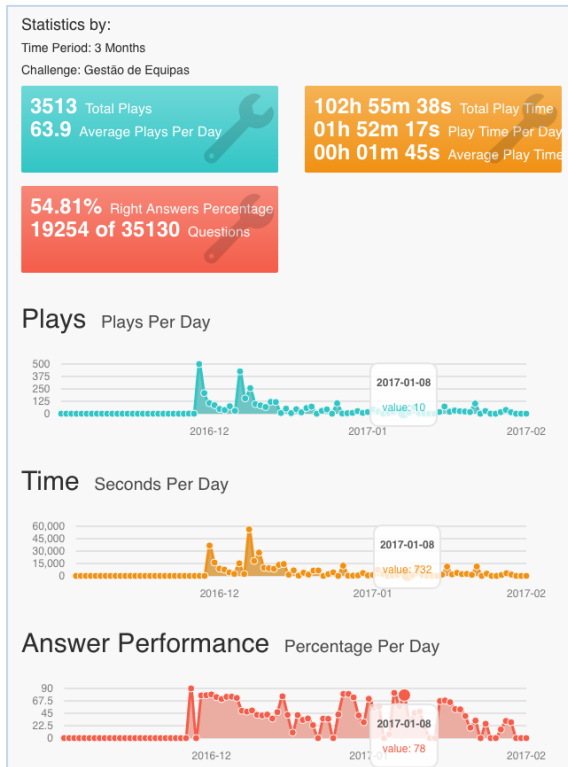 Statistics by:
Time Period: 3 Months
Challenge: Gestão de Equipas
3513 Total Plays
63.9 Average Plays Per Day
102h 55m 38s Total Play Time
01h 52m 17s Play Time Per Day
00h 01m 45s Average Play Time
54.81% Right Answers Percentage
19254 of 35130 Questions
Plays Plays Per Day
500
375
250
125
0
2017-01-08
value: 10
2016-12 2017-01 2017-02
Time Seconds Per Day
60,000
45,000
30,000
15,000
0
2017-01-08
value: 732
2016-12 2017-01 2017-02
Answer Performance Percentage Per Day
90
67.5
45
22.5
0
2017-01-08
value: 78
2016-12 2017-01 2017-02